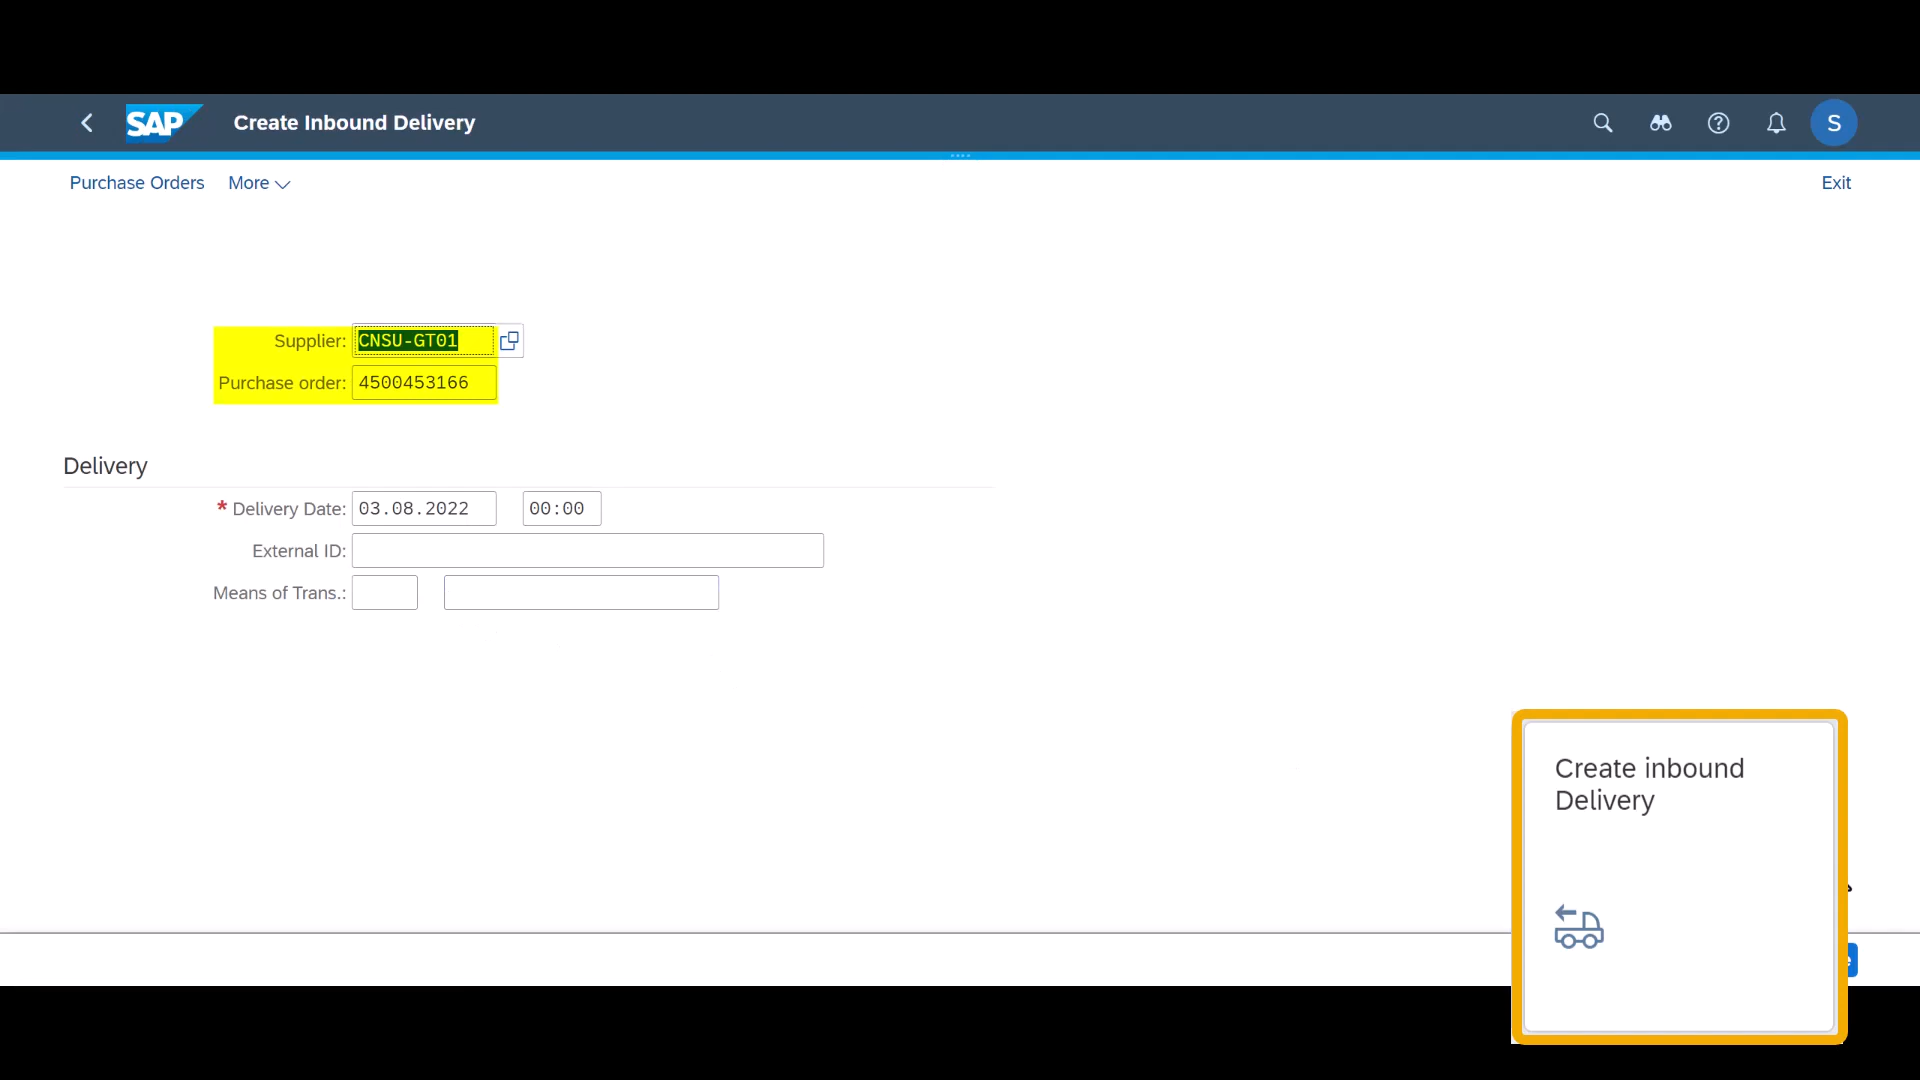 SAP Create Inbound Delivery S
Purchase Orders More Exit
Supplier: CNSU-GT01
Purchase order: 4500453166
Delivery
* Delivery Date: 03.08.2022 00:00
External ID:
Means of Trans.:
Create inbound
Delivery